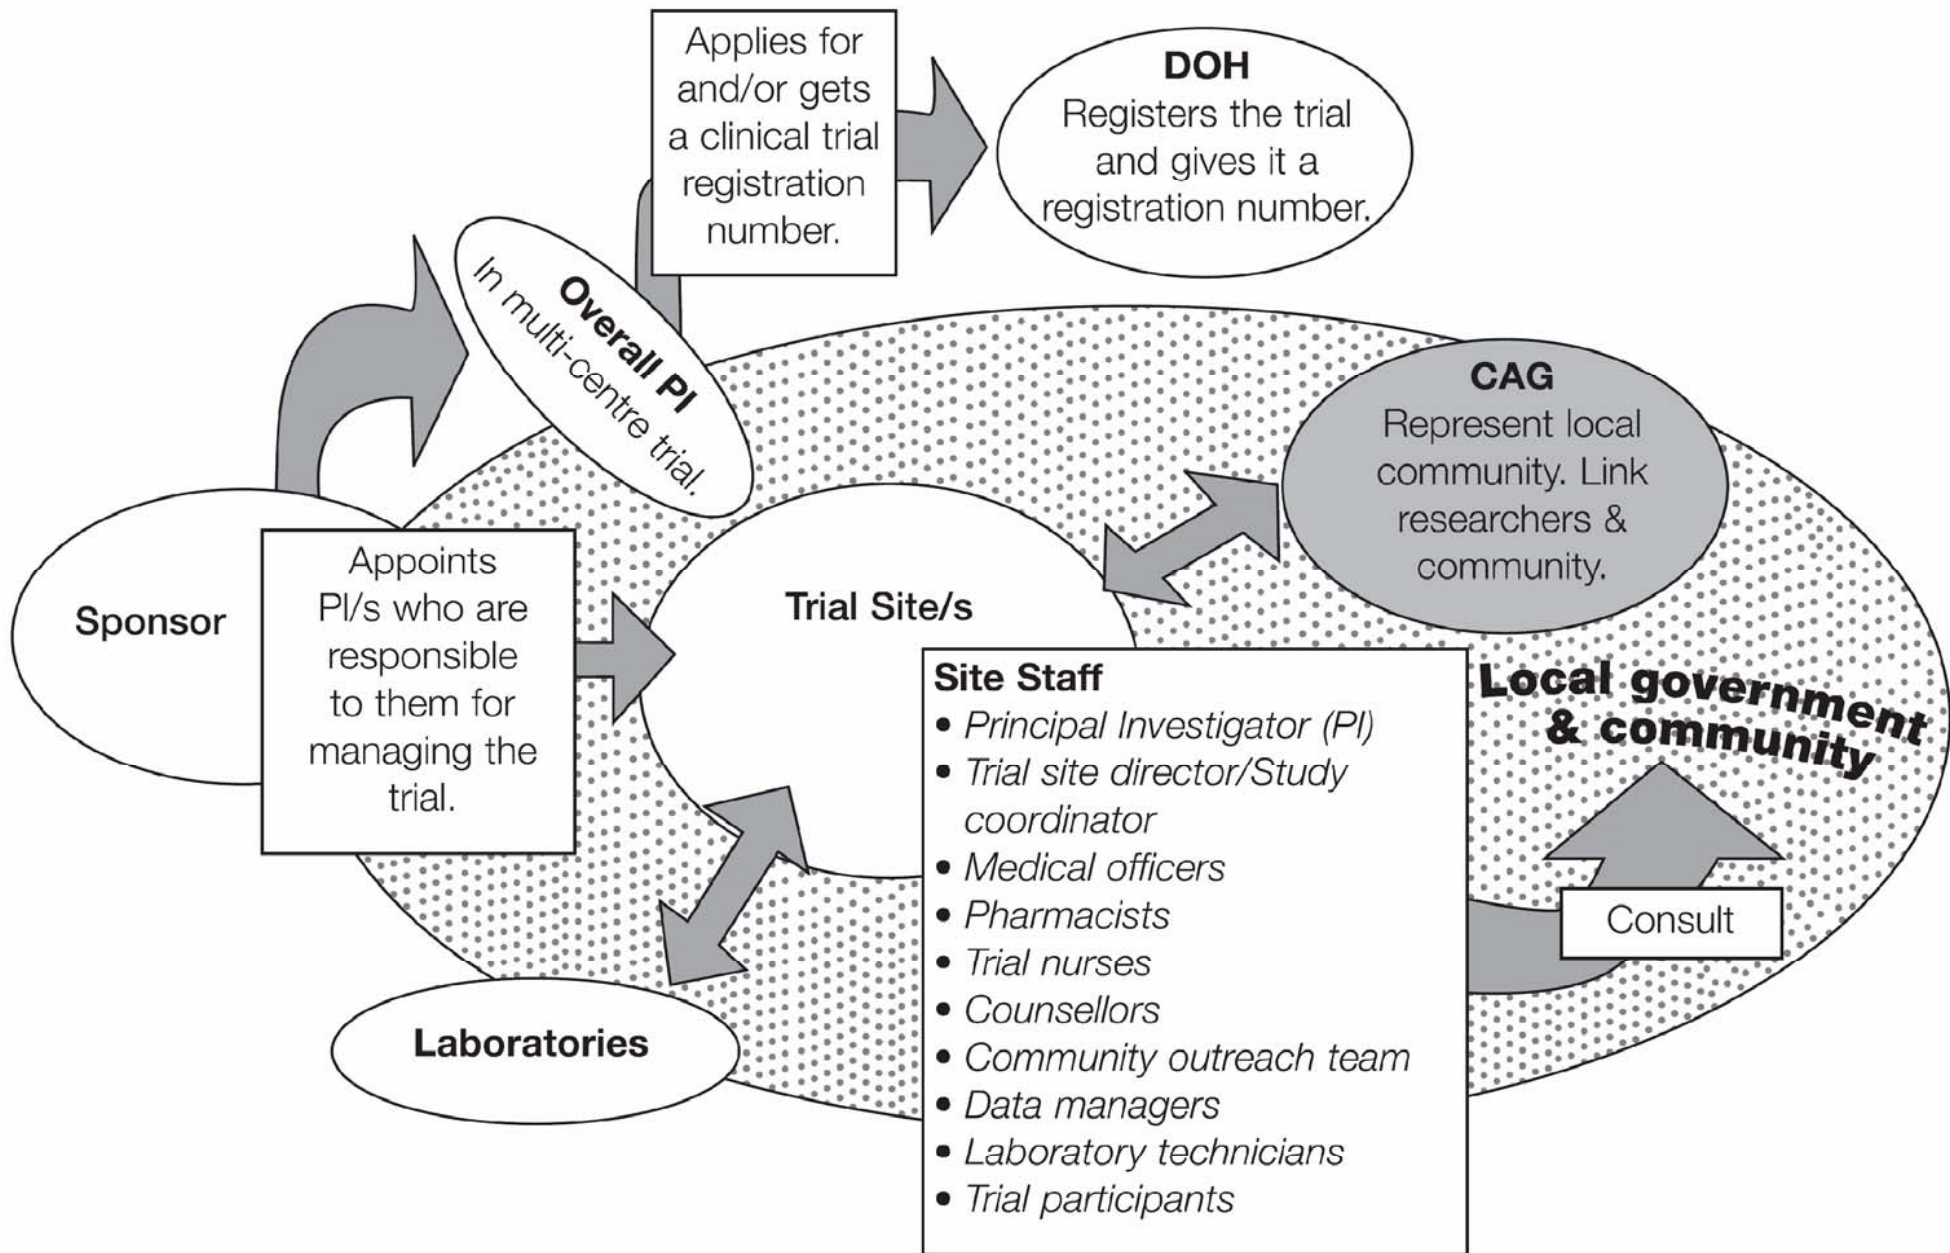 Applies for
and/or gets
a clinical trial
registration
number.
DOH
Registers the trial
and gives it a
registration number.
Overall PI
In multi-centre trial.
CAG
Represent local
community. Link
researchers &
community.
Sponsor
Appoints
PI/s who are
responsible
to them for
managing the
trial.
Trial Site/s
Site Staff
• Principal Investigator (PI)
• Trial site director/Study
coordinator
• Medical officers
• Pharmacists
• Trial nurses
• Counsellors
• Community outreach team
• Data managers
• Laboratory technicians
• Trial participants
Local government
& community
Consult
Laboratories